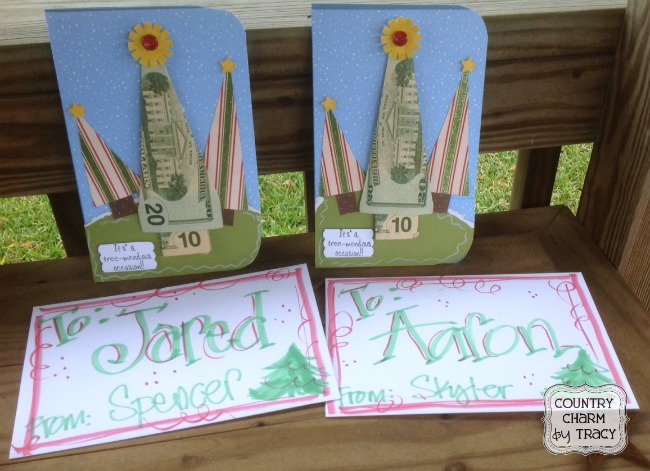 20
10
It's a
tree-mendous
occasion!!
20
10
It's a
tree-mendous
occasion!!
To: Jared
From: Spencer
To: Aaron
From: Skyler
COUNTRY
CHARM
by TRACY